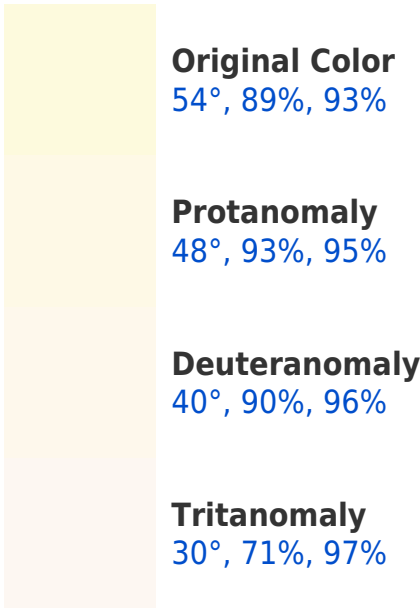 Original Color
54°, 89%, 93%
Protanomaly
48°, 93%, 95%
Deuteranomaly
40°, 90%, 96%
Tritanomaly
30°, 71%, 97%